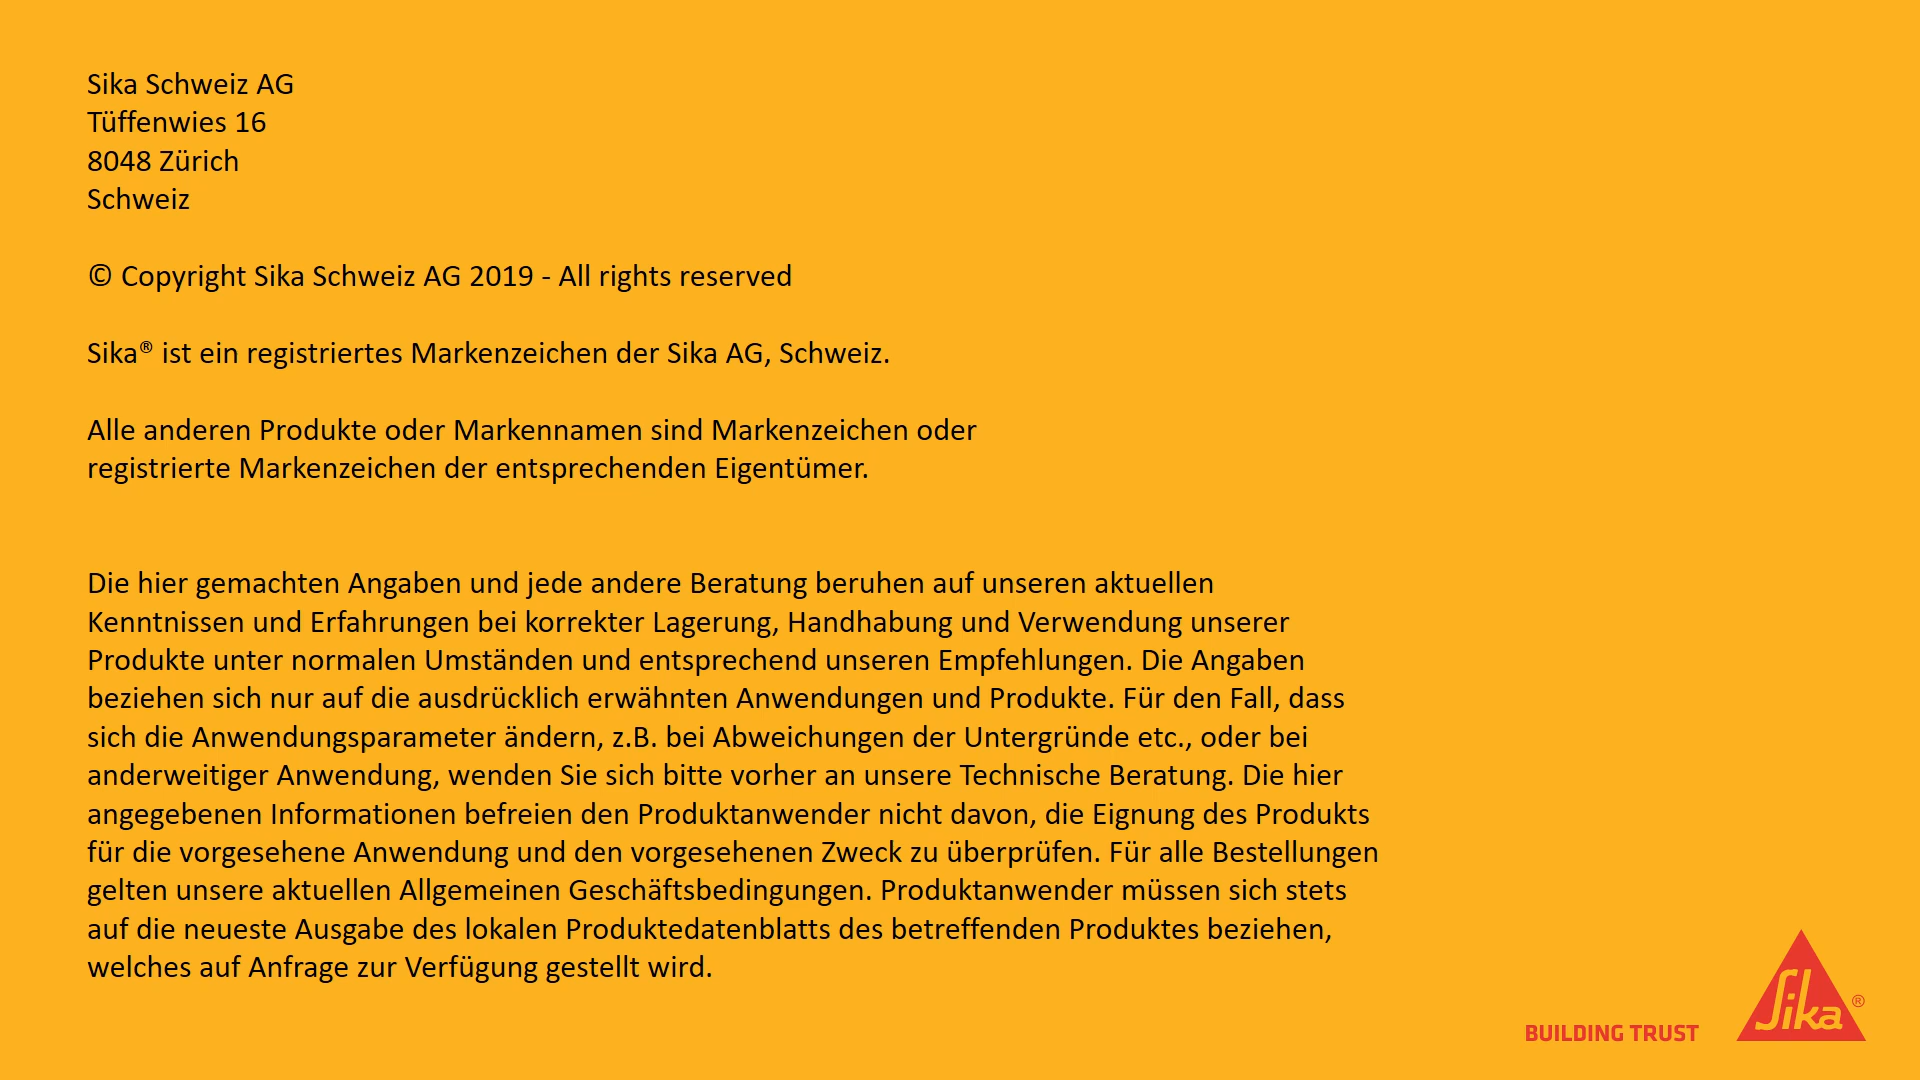 Sika Schweiz AG
Tüffenwies 16
8048 Zürich
Schweiz
© Copyright Sika Schweiz AG 2019 - All rights reserved
Sika® ist ein registriertes Markenzeichen der Sika AG, Schweiz.
Alle anderen Produkte oder Markennamen sind Markenzeichen oder
registrierte Markenzeichen der entsprechenden Eigentümer.
Die hier gemachten Angaben und jede andere Beratung beruhen auf unseren aktuellen
Kenntnissen und Erfahrungen bei korrekter Lagerung, Handhabung und Verwendung unserer
Produkte unter normalen Umständen und entsprechend unseren Empfehlungen. Die Angaben
beziehen sich nur auf die ausdrücklich erwähnten Anwendungen und Produkte. Für den Fall, dass
sich die Anwendungsparameter ändern, z.B. bei Abweichungen der Untergründe etc., oder bei
anderweitiger Anwendung, wenden Sie sich bitte vorher an unsere Technische Beratung. Die hier
angegebenen Informationen befreien den Produktanwender nicht davon, die Eignung des Produkts
für die vorgesehene Anwendung und den vorgesehenen Zweck zu überprüfen. Für alle Bestellungen
gelten unsere aktuellen Allgemeinen Geschäftsbedingungen. Produktanwender müssen sich stets
auf die neueste Ausgabe des lokalen Produktedatenblatts des betreffenden Produktes beziehen,
welches auf Anfrage zur Verfügung gestellt wird.
BUILDING TRUST
Sika®